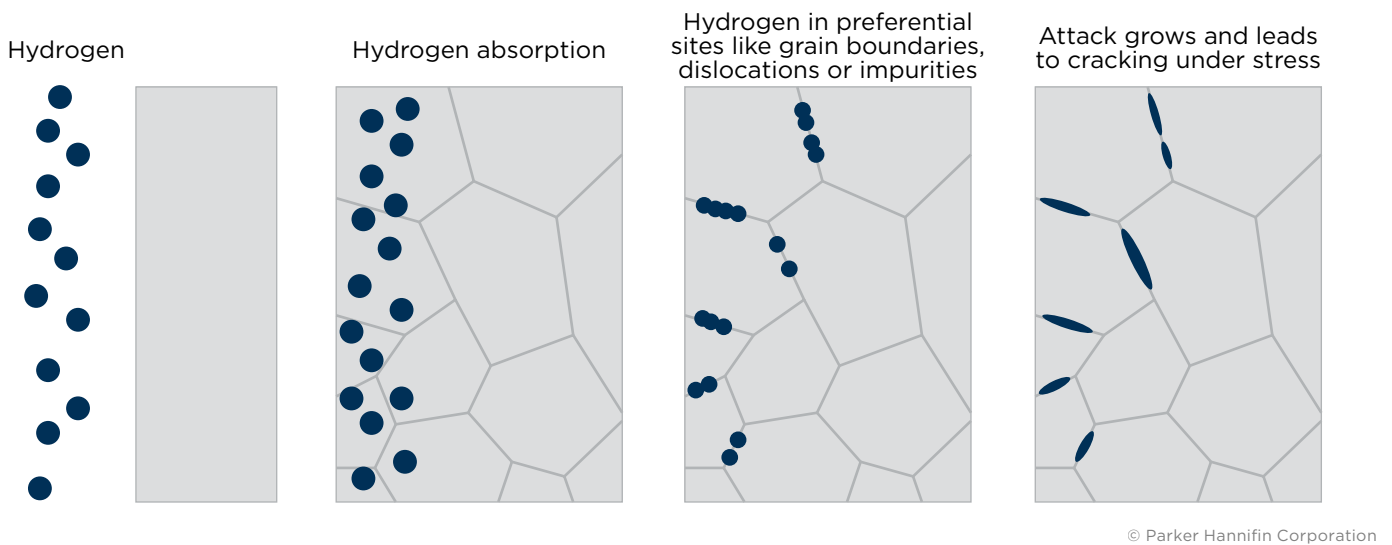 Hydrogen
Hydrogen absorption
Hydrogen in preferential
sites like grain boundaries,
dislocations or impurities
Attack grows and leads
to cracking under stress
© Parker Hannifin Corporation